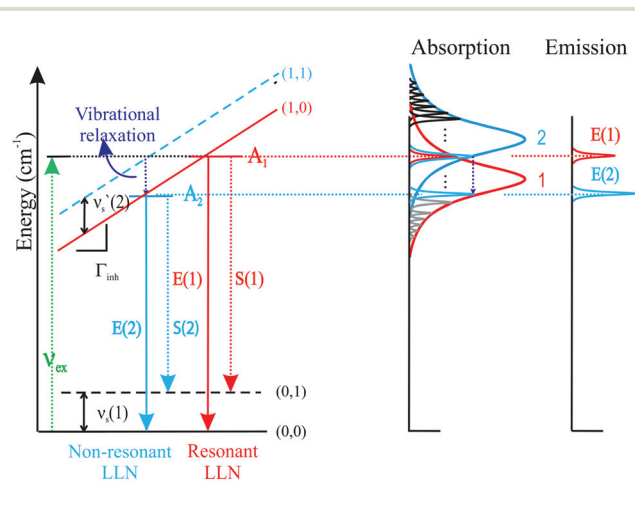 Absorption
Emission
(1,1)
(1,0)
Vibrational
relaxation
Energy (cm⁻¹)
A₁
A₂
νₛ`(2)
Γᵢₙₕ
E(1)
S(1)
E(2)
S(2)
νₑₓ
νₛ(1)
(0,1)
(0,0)
Non-resonant
LLN
Resonant
LLN
2
1
E(1)
E(2)